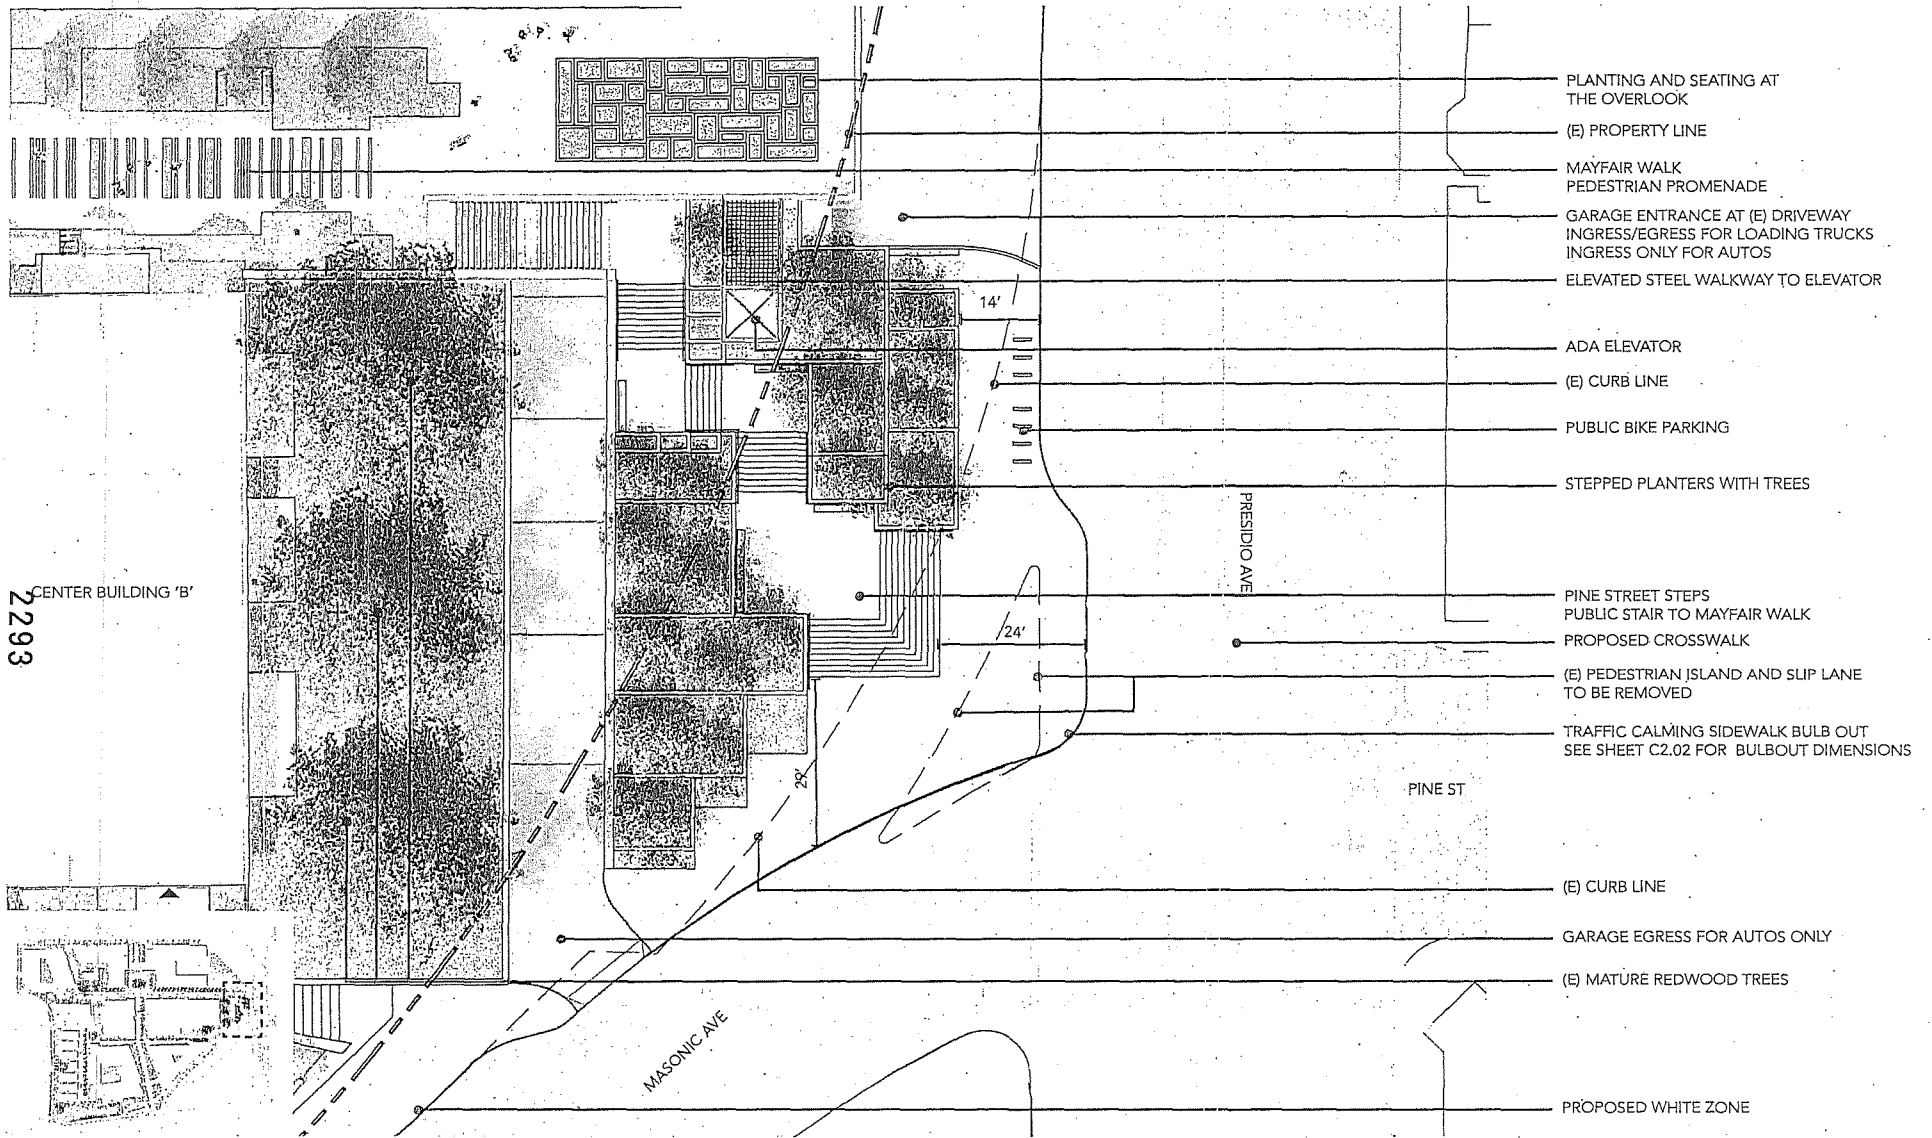 PLANTING AND SEATING AT
THE OVERLOOK
(E) PROPERTY LINE
MAYFAIR WALK
PEDESTRIAN PROMENADE
GARAGE ENTRANCE AT (E) DRIVEWAY
INGRESS/EGRESS FOR LOADING TRUCKS
INGRESS ONLY FOR AUTOS
ELEVATED STEEL WALKWAY TO ELEVATOR
14'
ADA ELEVATOR
(E) CURB LINE
PUBLIC BIKE PARKING
STEPPED PLANTERS WITH TREES
PRESIDIO AVE
CENTER BUILDING 'B'
2293
PINE STREET STEPS
PUBLIC STAIR TO MAYFAIR WALK
24'
PROPOSED CROSSWALK
(E) PEDESTRIAN ISLAND AND SLIP LANE
TO BE REMOVED
TRAFFIC CALMING SIDEWALK BULB OUT
SEE SHEET C2.02 FOR BULBOUT DIMENSIONS
29'
PINE ST
(E) CURB LINE
GARAGE EGRESS FOR AUTOS ONLY
(E) MATURE REDWOOD TREES
MASONIC AVE
PROPOSED WHITE ZONE